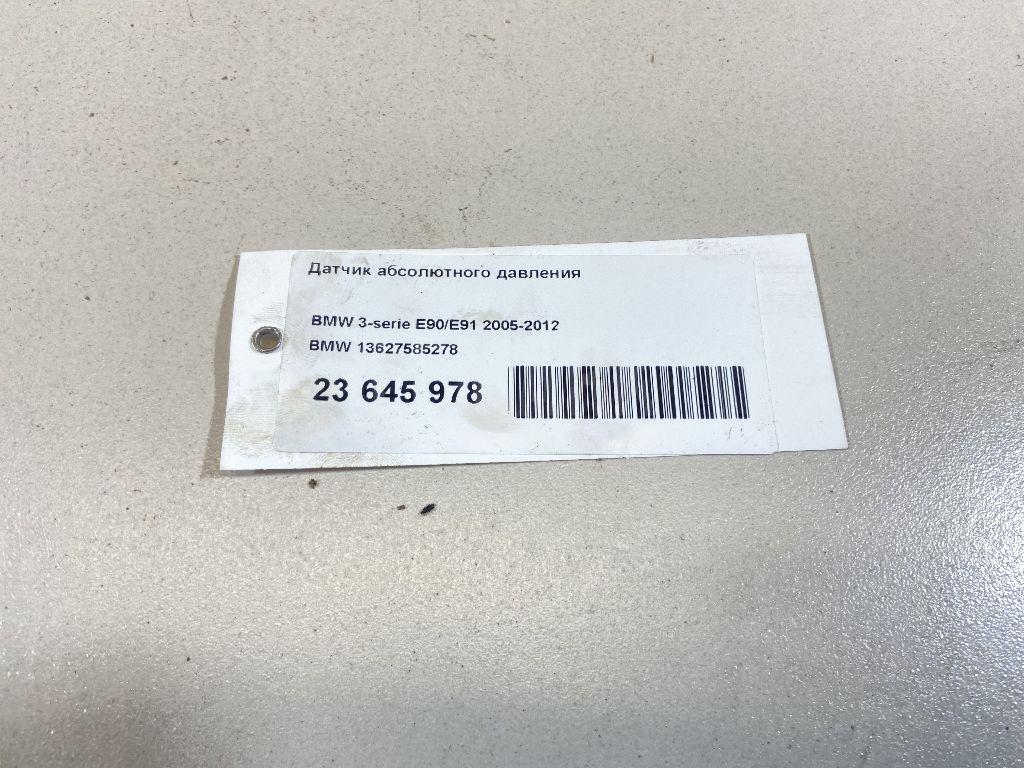 Датчик абсолютного давления
BMW 3-serie E90/E91 2005-2012
BMW 13627585278
23 645 978